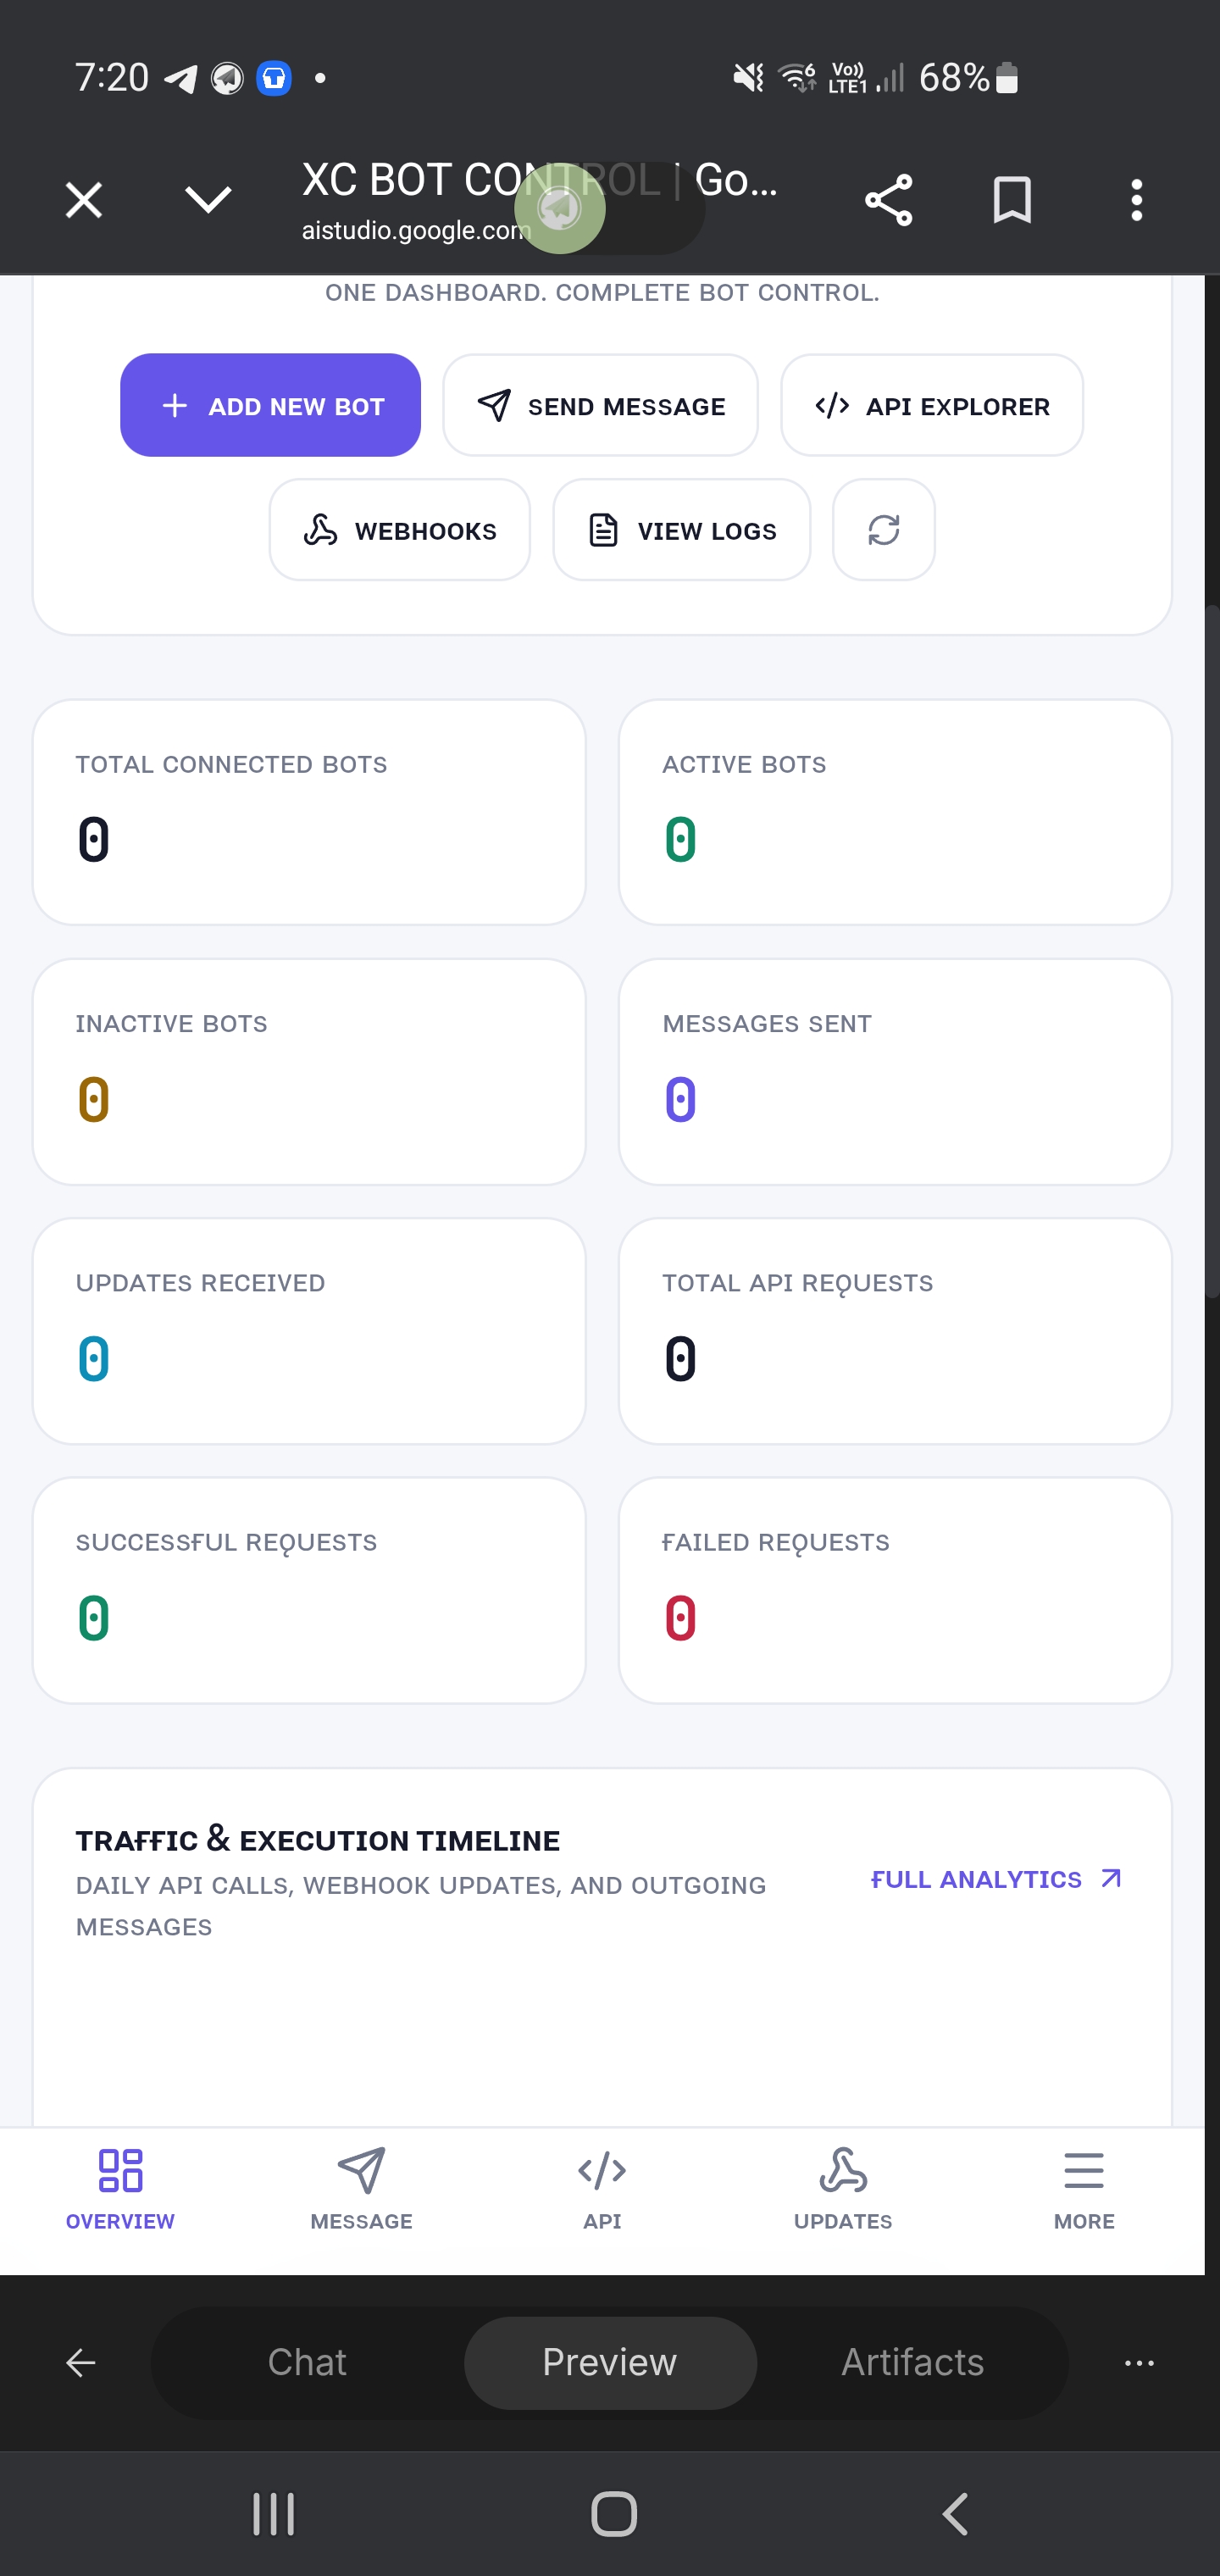 7:20
Vo))
LTE1
68%
XC BOT CONTROL | Go...
aistudio.google.com
ONE DASHBOARD. COMPLETE BOT CONTROL.
ADD NEW BOT
SEND MESSAGE
API EXPLORER
WEBHOOKS
VIEW LOGS
TOTAL CONNECTED BOTS
ACTIVE BOTS
0
0
INACTIVE BOTS
MESSAGES SENT
0
0
UPDATES RECEIVED
TOTAL API REQUESTS
0
0
SUCCESSFUL REQUESTS
FAILED REQUESTS
0
0
TRAFFIC & EXECUTION TIMELINE
DAILY API CALLS, WEBHOOK UPDATES, AND OUTGOING
MESSAGES
FULL ANALYTICS
OVERVIEW
MESSAGE
API
UPDATES
MORE
Chat
Preview
Artifacts